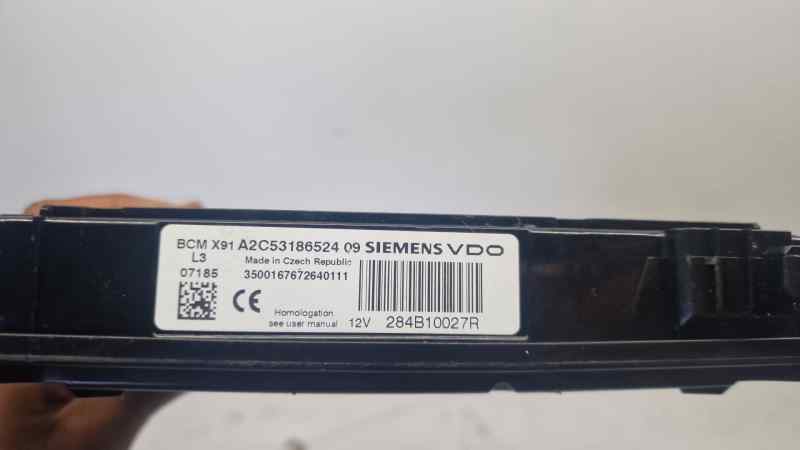 BCM X91 A2C53186524 09 SIEMENS VDO
L3 Made in Czech Republic
07185 3500167672640111
CE
Homologation
see user manual 12V 284B10027R